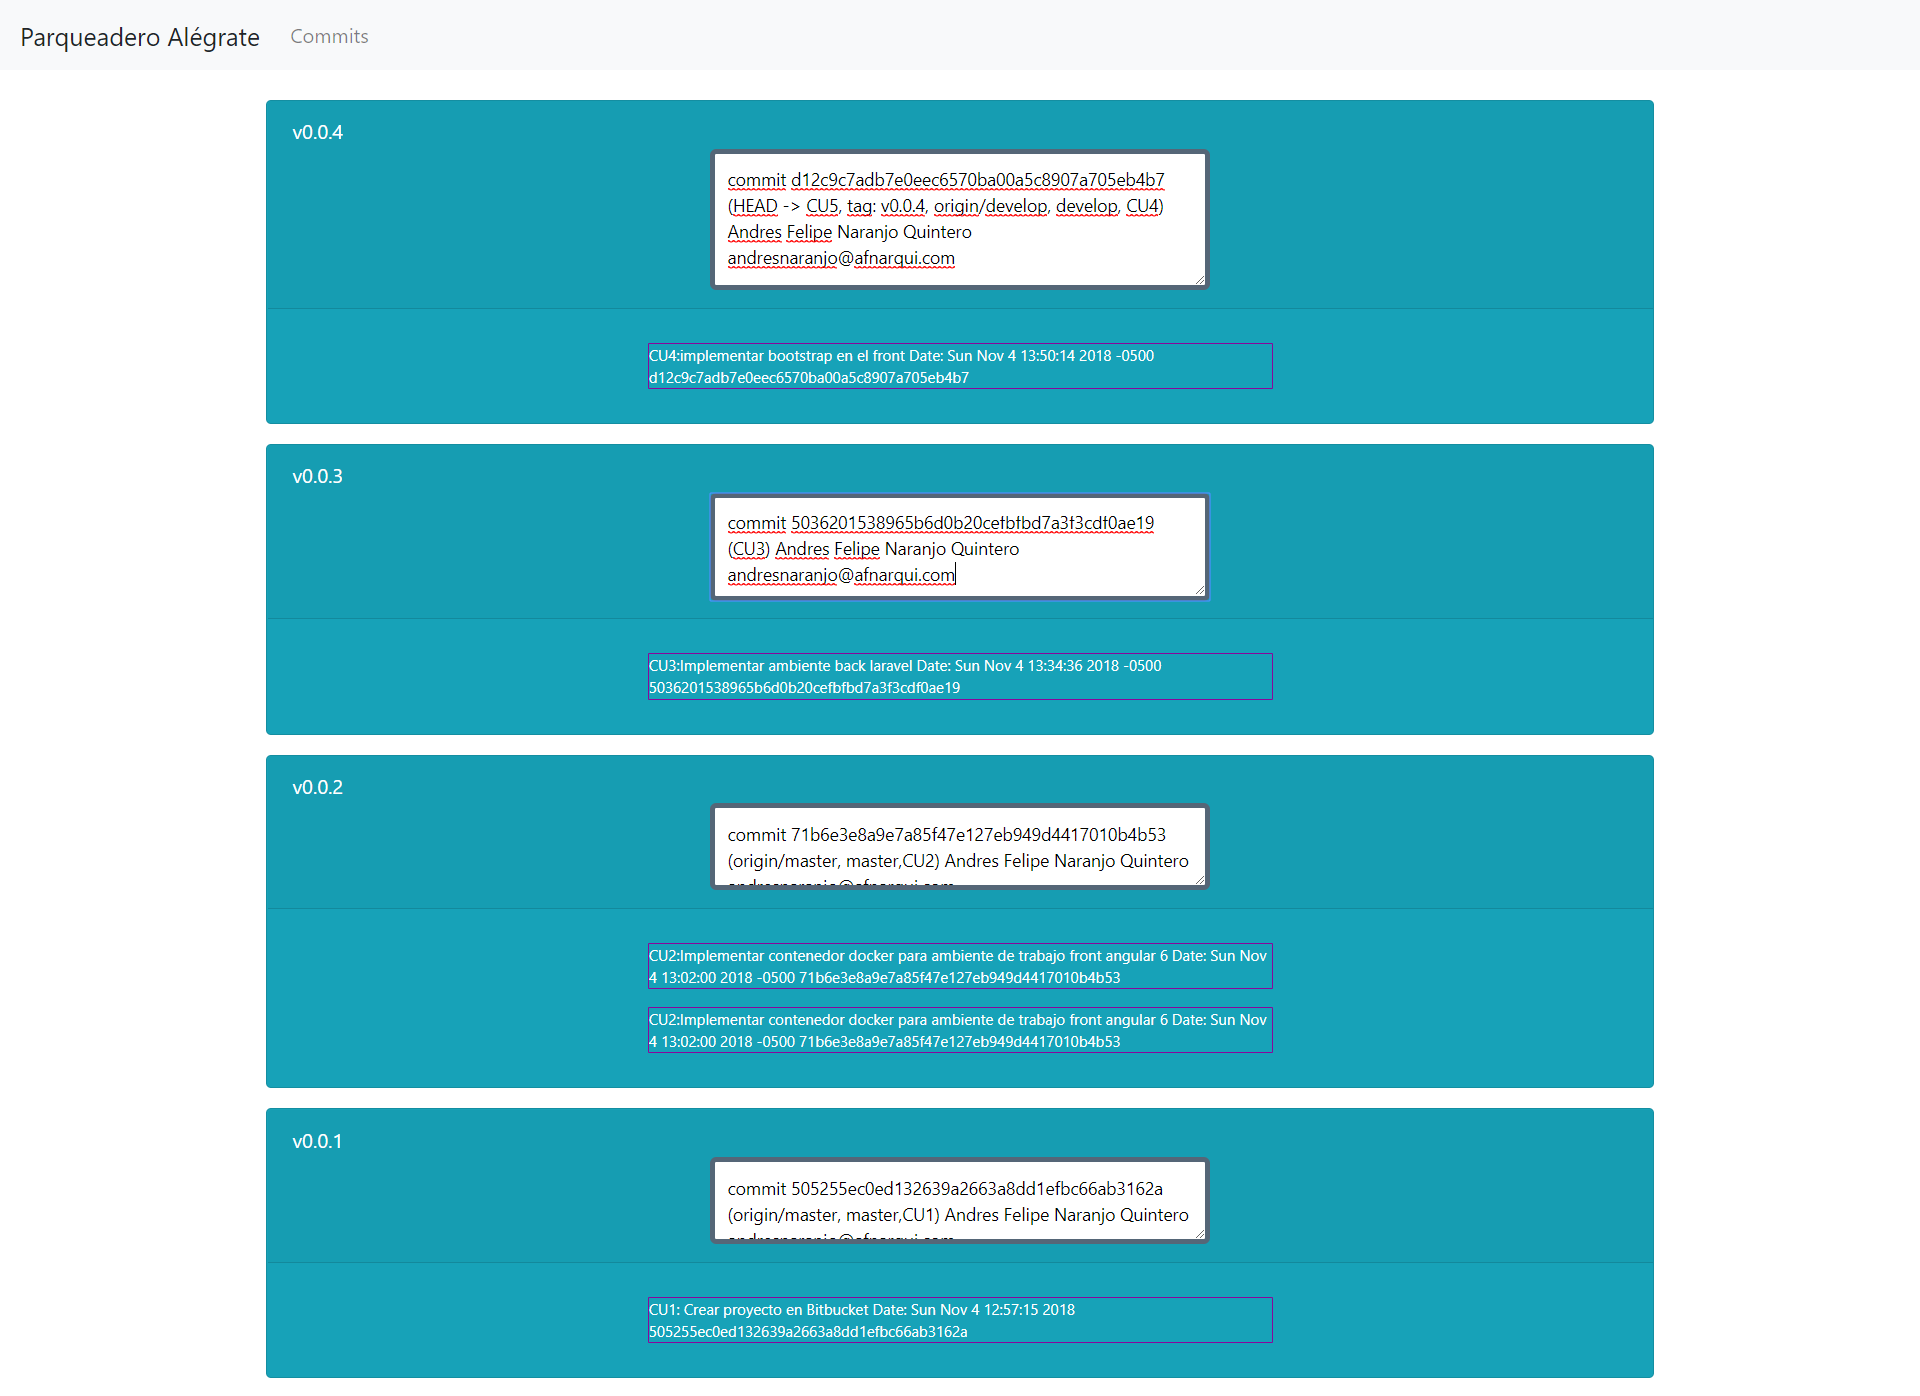 Parqueadero Alégrate Commits
v0.0.4
commit d12c9c7adb7e0eec6570ba00a5c8907a705eb4b7
(HEAD -> CU5, tag: v0.0.4, origin/develop, develop, CU4)
Andres Felipe Naranjo Quintero
andresnaranjo@afnarqui.com
CU4:implementar bootstrap en el front Date: Sun Nov 4 13:50:14 2018 -0500
d12c9c7adb7e0eec6570ba00a5c8907a705eb4b7
v0.0.3
commit 5036201538965b6d0b20cefbfbd7a3f3cdf0ae19
(CU3) Andres Felipe Naranjo Quintero
andresnaranjo@afnarqui.com
CU3:Implementar ambiente back laravel Date: Sun Nov 4 13:34:36 2018 -0500
5036201538965b6d0b20cefbfbd7a3f3cdf0ae19
v0.0.2
commit 71b6e3e8a9e7a85f47e127eb949d4417010b4b53
(origin/master, master,CU2) Andres Felipe Naranjo Quintero
andresnaranjo@afnarqui.com
CU2:Implementar contenedor docker para ambiente de trabajo front angular 6 Date: Sun Nov
4 13:02:00 2018 -0500 71b6e3e8a9e7a85f47e127eb949d4417010b4b53
CU2:Implementar contenedor docker para ambiente de trabajo front angular 6 Date: Sun Nov
4 13:02:00 2018 -0500 71b6e3e8a9e7a85f47e127eb949d4417010b4b53
v0.0.1
commit 505255ec0ed132639a2663a8dd1efbc66ab3162a
(origin/master, master,CU1) Andres Felipe Naranjo Quintero
andresnaranjo@afnarqui.com
CU1: Crear proyecto en Bitbucket Date: Sun Nov 4 12:57:15 2018
505255ec0ed132639a2663a8dd1efbc66ab3162a